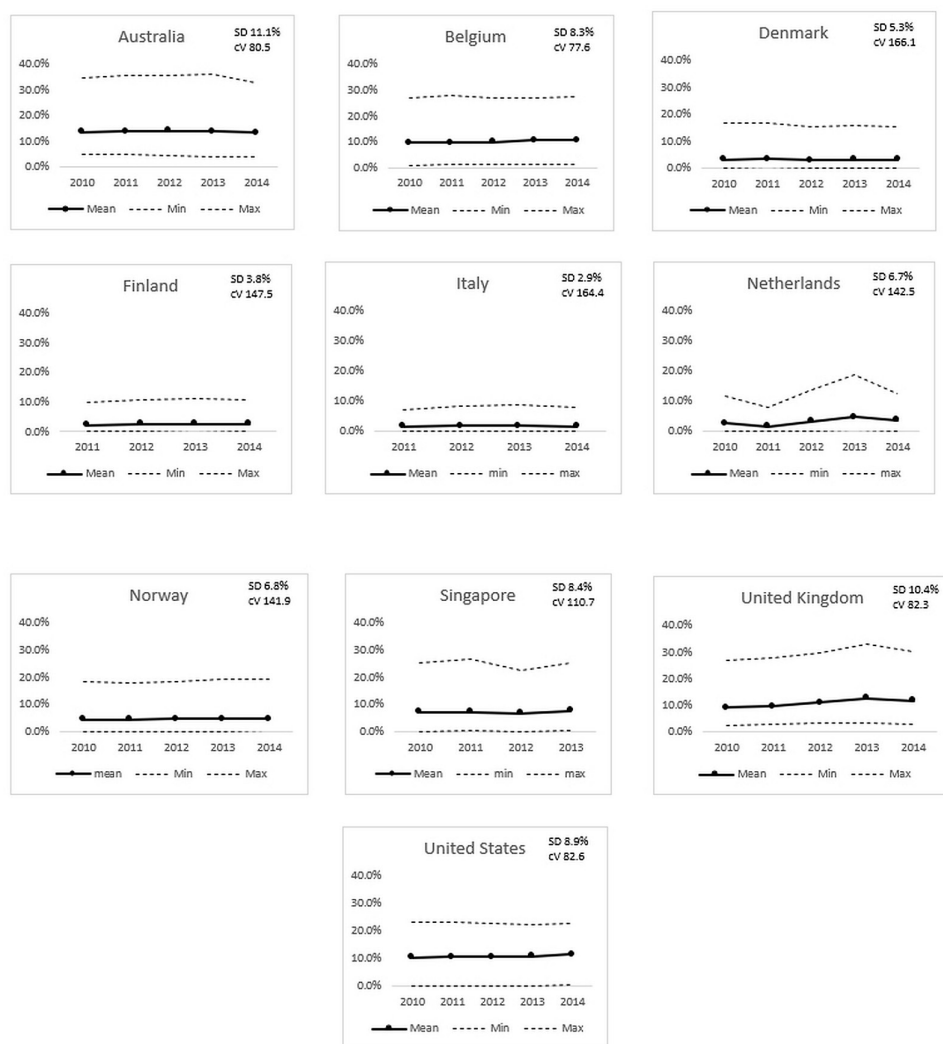 Australia
SD 11.1%
cV 80.5
40.0%
30.0%
20.0%
10.0%
0.0%
2010 2011 2012 2013 2014
Mean Min Max
Belgium
SD 8.3%
cV 77.6
40.0%
30.0%
20.0%
10.0%
0.0%
2010 2011 2012 2013 2014
Mean Min Max
Denmark
SD 5.3%
cV 166.1
40.0%
30.0%
20.0%
10.0%
0.0%
2010 2011 2012 2013 2014
Mean Min Max
Finland
SD 3.8%
cV 147.5
40.0%
30.0%
20.0%
10.0%
0.0%
2011 2012 2013 2014
Mean Min Max
Italy
SD 2.9%
cV 164.4
40.0%
30.0%
20.0%
10.0%
0.0%
2011 2012 2013 2014
Mean min max
Netherlands
SD 6.7%
cV 142.5
40.0%
30.0%
20.0%
10.0%
0.0%
2010 2011 2012 2013 2014
Mean min max
Norway
SD 6.8%
cV 141.9
40.0%
30.0%
20.0%
10.0%
0.0%
2010 2011 2012 2013 2014
mean Min Max
Singapore
SD 8.4%
cV 110.7
40.0%
30.0%
20.0%
10.0%
0.0%
2010 2011 2012 2013
Mean min max
United Kingdom
SD 10.4%
cV 82.3
40.0%
30.0%
20.0%
10.0%
0.0%
2010 2011 2012 2013 2014
Mean Min Max
United States
SD 8.9%
cV 82.6
40.0%
30.0%
20.0%
10.0%
0.0%
2010 2011 2012 2013 2014
Mean Min Max